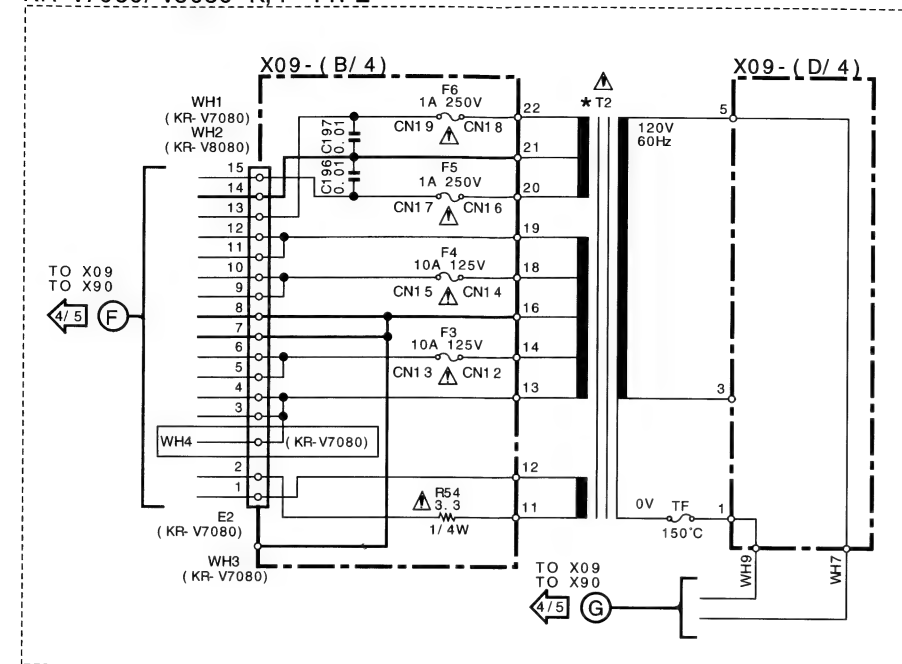 X09-(B/4)
X09-(D/4)
WH1
(KR-V7080)
WH2
(KR-V8080)
F6
1A 250V
CN19 CN18
22
* T2
5
120V
60Hz
C197
0.01
C196
0.01
21
F5
1A 250V
CN17 CN16
20
15
14
13
12
11
10
9
8
7
6
5
4
3
2
1
19
F4
10A 125V
CN15 CN14
18
TO X09
TO X90
4/5
F
16
F3
10A 125V
CN13 CN12
14
13
3
WH4
(KR-V7080)
12
R54
3.3
1/4W
11
0V
TF
150°C
1
E2
(KR-V7080)
WH3
(KR-V7080)
WH9
WH7
TO X09
TO X90
4/5
G